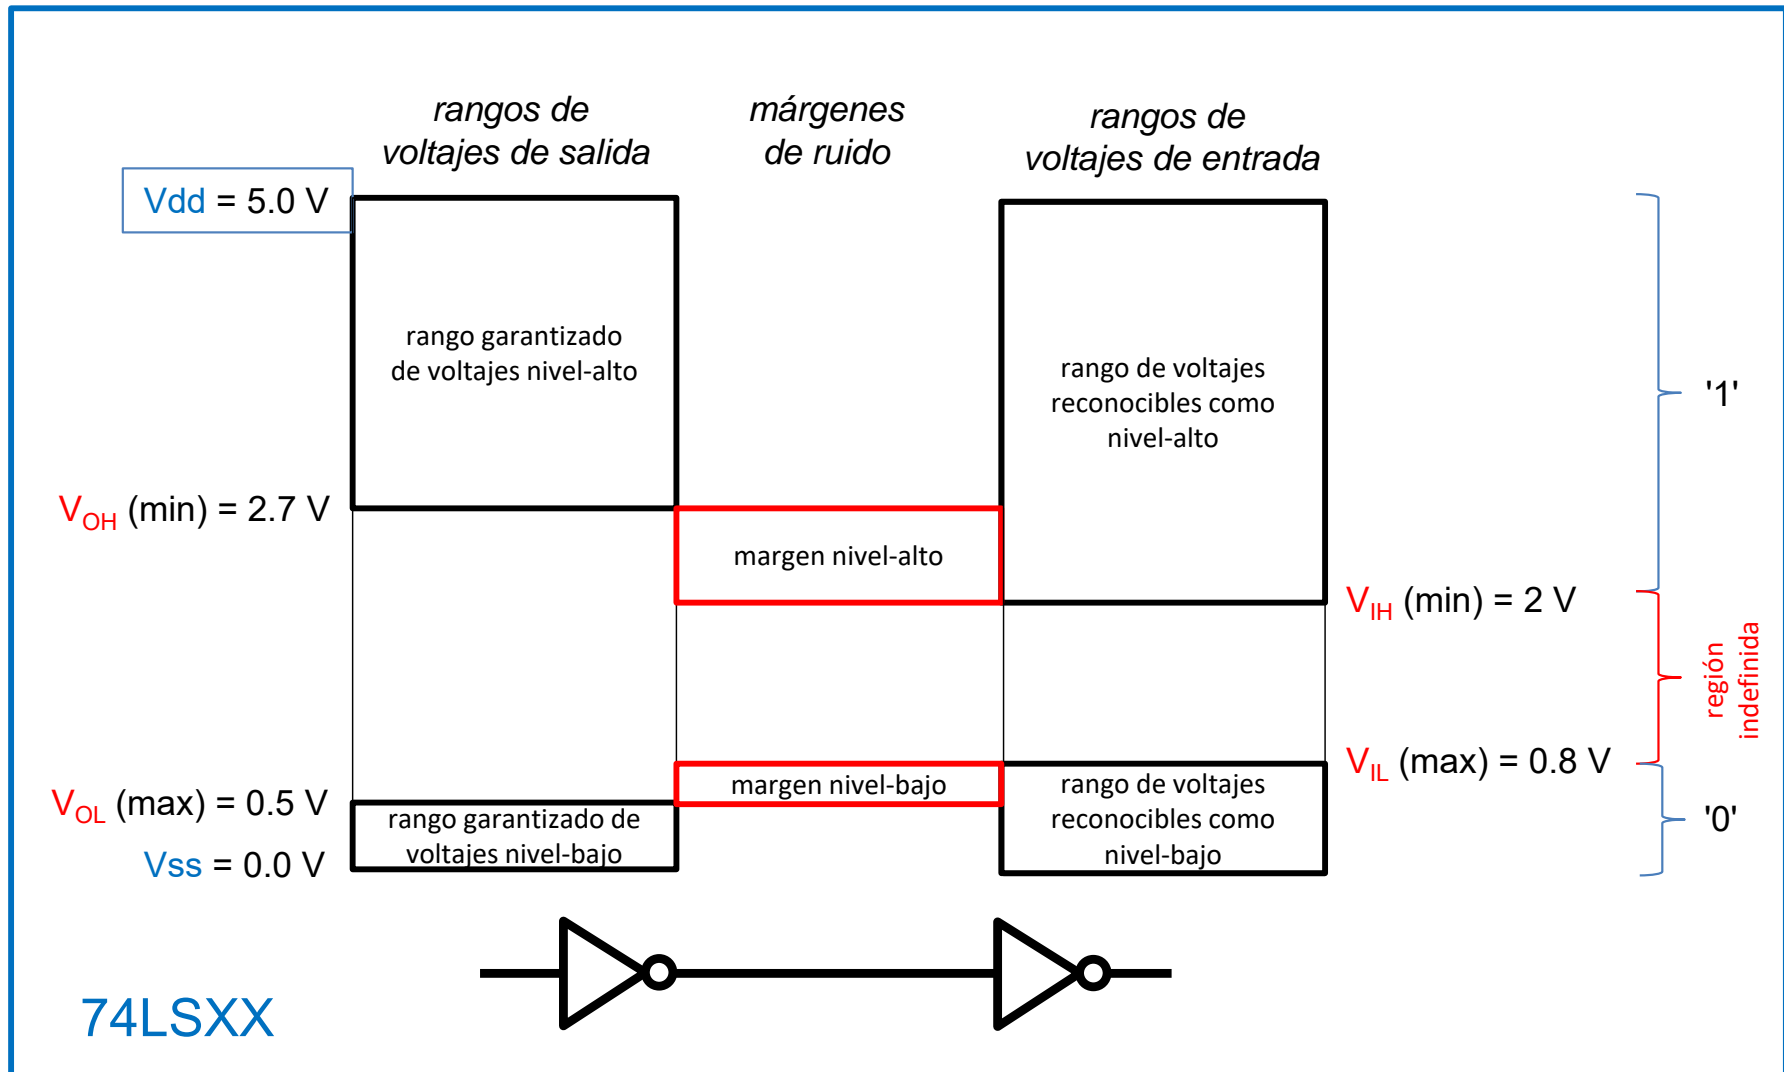 rangos de
voltajes de salida
márgenes
de ruido
rangos de
voltajes de entrada
Vdd = 5.0 V
rango garantizado
de voltajes nivel-alto
rango de voltajes
reconocibles como
nivel-alto
'1'
VOH (min) = 2.7 V
margen nivel-alto
VIH (min) = 2 V
región
indefinida
VIL (max) = 0.8 V
margen nivel-bajo
VOL (max) = 0.5 V
rango garantizado de
voltajes nivel-bajo
rango de voltajes
reconocibles como
nivel-bajo
'0'
Vss = 0.0 V
74LSXX